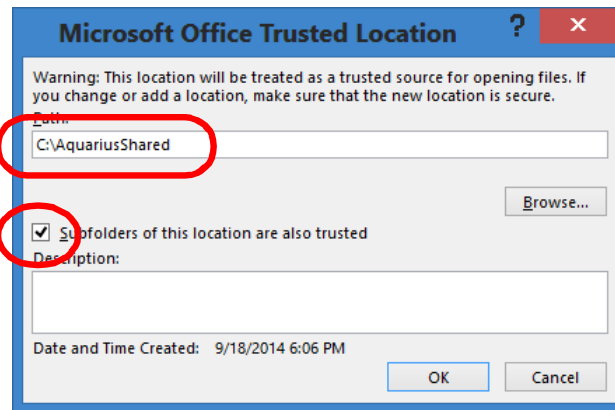 Microsoft Office Trusted Location
?
Warning: This location will be treated as a trusted source for opening files. If
you change or add a location, make sure that the new location is secure.
Path:
C:\AquariusShared
Browse...
Subfolders of this location are also trusted
Description:
Date and Time Created: 9/18/2014 6:06 PM
OK Cancel